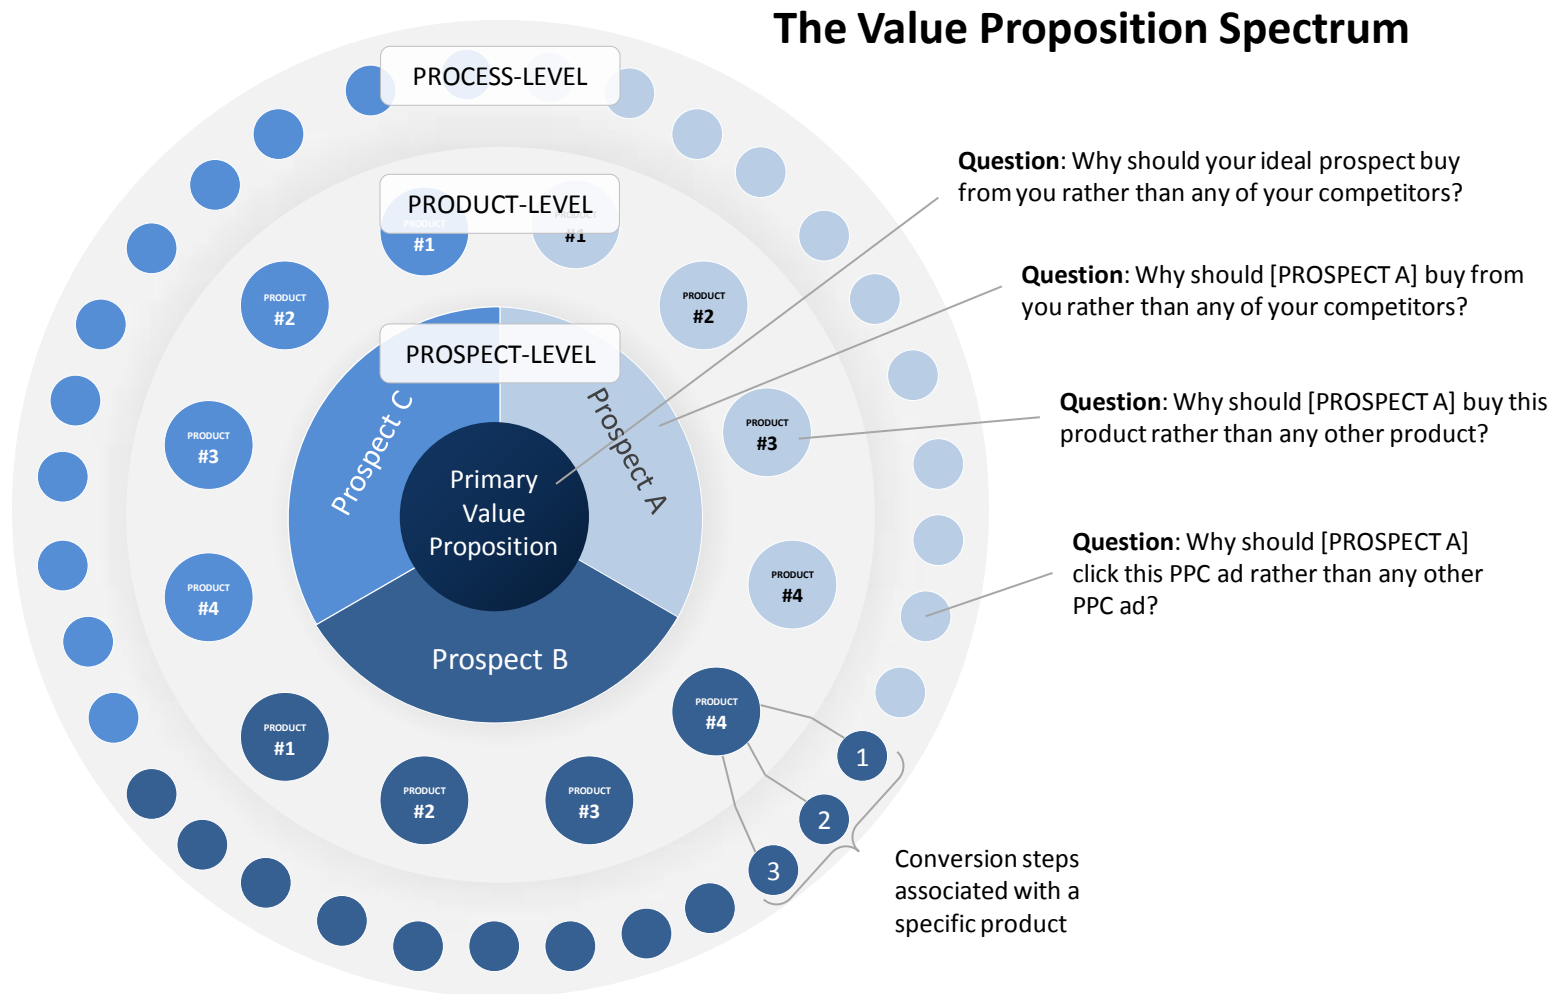 The Value Proposition Spectrum
PROCESS-LEVEL
Question: Why should your ideal prospect buy
from you rather than any of your competitors?
PRODUCT-LEVEL
PRODUCT
#1
PRODUCT
#1
Question: Why should [PROSPECT A] buy from
you rather than any of your competitors?
PRODUCT
#2
PRODUCT
#2
PROSPECT-LEVEL
Prospect C
Prospect A
Question: Why should [PROSPECT A] buy this
product rather than any other product?
PRODUCT
#3
PRODUCT
#3
Primary
Value
Proposition
Question: Why should [PROSPECT A]
click this PPC ad rather than any other
PPC ad?
PRODUCT
#4
PRODUCT
#4
Prospect B
PRODUCT
#4
PRODUCT
#1
PRODUCT
#2
PRODUCT
#3
1
2
3
Conversion steps
associated with a
specific product